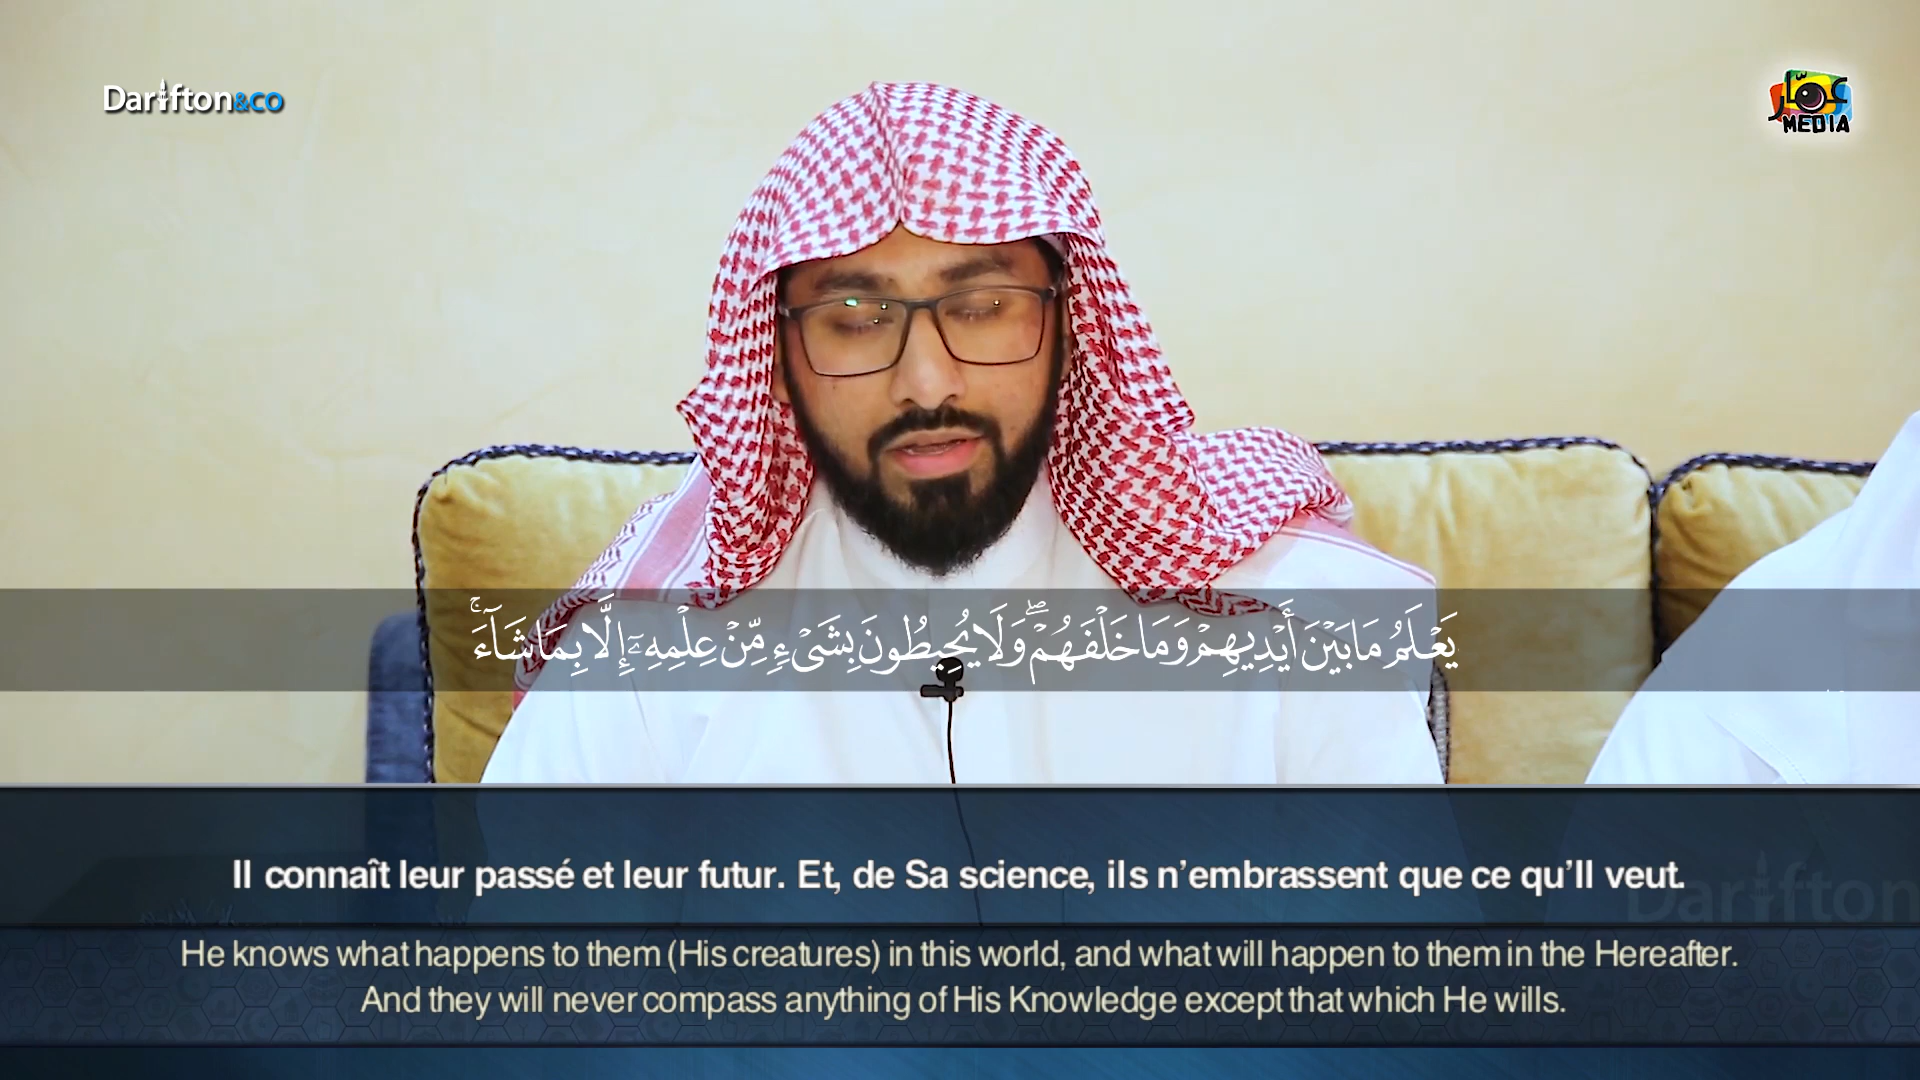 Darifton&co
عمار
MEDIA
يَعْلَمُ مَا بَيْنَ أَيْدِيهِمْ وَمَا خَلْفَهُمْ ۖ وَلَا يُحِيطُونَ بِشَىْءٍ مِّنْ عِلْمِهِۦٓ إِلَّا بِمَا شَآءَ ۚ
Il connaît leur passé et leur futur. Et, de Sa science, ils n’embrassent que ce qu’Il veut.
Darifton
He knows what happens to them (His creatures) in this world, and what will happen to them in the Hereafter.
And they will never compass anything of His Knowledge except that which He wills.